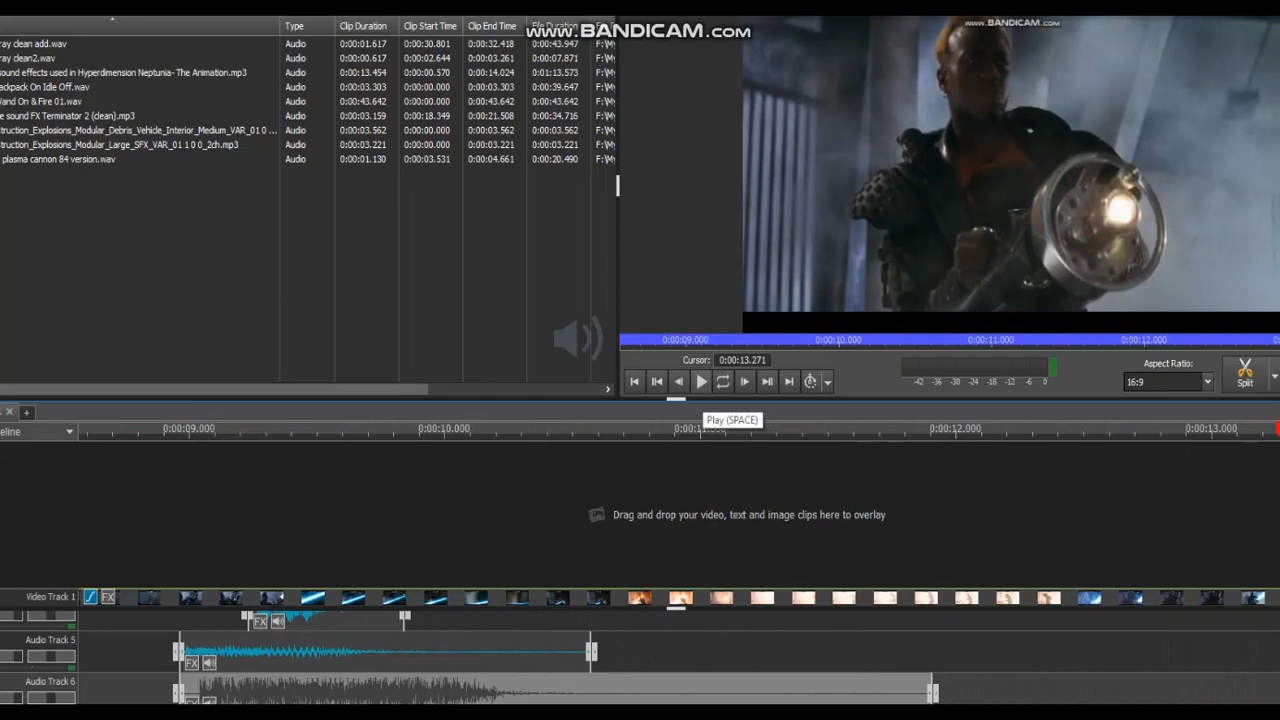 www.BANDICAM.com
www.BANDICAM.com
Type Clip Duration Clip Start Time Clip End Time File Duration
ray clean add.wav Audio 0:00:01.617 0:00:30.801 0:00:32.418 0:00:43.947
ray clean2.wav Audio 0:00:00.617 0:00:02.644 0:00:03.261 0:00:07.871
sound effects used in Hyperdimension Neptunia- The Animation.mp3 Audio 0:00:13.454 0:00:00.570 0:00:14.024 0:01:13.573
ackpack On Idle Off.wav Audio 0:00:03.303 0:00:00.000 0:00:03.303 0:00:39.647
Wand On & Fire 01.wav Audio 0:00:43.642 0:00:00.000 0:00:43.642 0:00:43.642
e sound FX Terminator 2 (clean).mp3 Audio 0:00:03.159 0:00:18.349 0:00:21.508 0:00:34.716
struction_Explosions_Modular_Debris_Vehicle_Interior_Medium_VAR_01 0 ... Audio 0:00:03.562 0:00:00.000 0:00:03.562 0:00:03.562
struction_Explosions_Modular_Large_SFX_VAR_01 1 0 0_2ch.mp3 Audio 0:00:03.221 0:00:00.000 0:00:03.221 0:00:03.221
plasma cannon 84 version.wav Audio 0:00:01.130 0:00:03.531 0:00:04.661 0:00:20.490
0:00:09.000 0:00:10.000 0:00:11.000 0:00:12.000
Cursor: 0:00:13.271
-42 -36 -30 -24 -18 -12 -6 0
Aspect Ratio:
16:9
Split
Play (SPACE)
eline 0:00:09.000 0:00:10.000 0:00:12.000 0:00:13.000
Drag and drop your video, text and image clips here to overlay
Video Track 1 FX
FX
Audio Track 5
FX
Audio Track 6